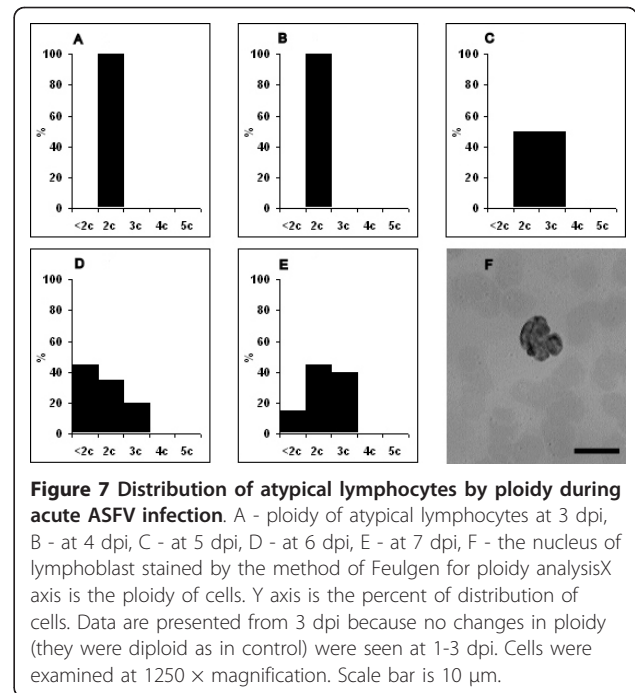 A
100
80
60
40
20
0
%
<2c 2c 3c 4c 5c
B
100
80
60
40
20
0
%
<2c 2c 3c 4c 5c
C
100
80
60
40
20
0
%
<2c 2c 3c 4c 5c
D
100
80
60
40
20
0
%
<2c 2c 3c 4c 5c
E
100
80
60
40
20
0
%
<2c 2c 3c 4c 5c
F
Figure 7 Distribution of atypical lymphocytes by ploidy during
acute ASFV infection. A - ploidy of atypical lymphocytes at 3 dpi,
B - at 4 dpi, C - at 5 dpi, D - at 6 dpi, E - at 7 dpi, F - the nucleus of
lymphoblast stained by the method of Feulgen for ploidy analysisX
axis is the ploidy of cells. Y axis is the percent of distribution of
cells. Data are presented from 3 dpi because no changes in ploidy
(they were diploid as in control) were seen at 1-3 dpi. Cells were
examined at 1250 × magnification. Scale bar is 10 μm.